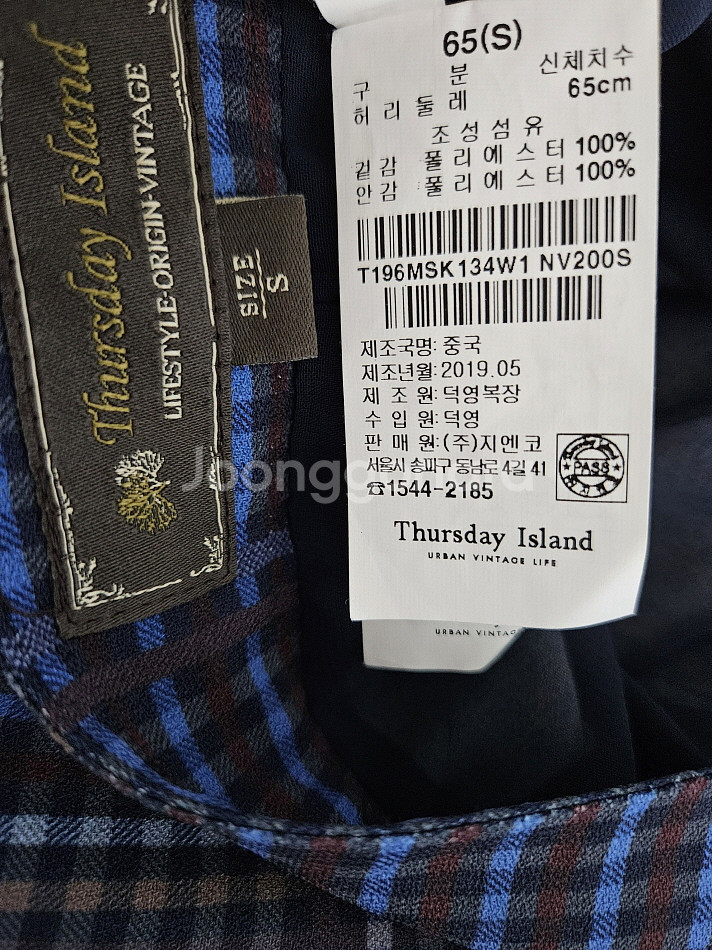 Thursday Island
LIFESTYLE·ORIGIN·VINTAGE
SIZE
S
65(S)
구 분 신체치수
허리둘레 65cm
조성섬유
겉감 폴리에스터 100%
안감 폴리에스터 100%
T196MSK134W1 NV200S
제조국명: 중국
제조년월: 2019.05
제 조 원: 덕영복장
수 입 원: 덕영
판 매 원: (주)지엔코
서울시 송파구 동남로 4길 41
☎1544-2185
PASS
Thursday Island
URBAN VINTAGE LIFE
URBAN VINTAG